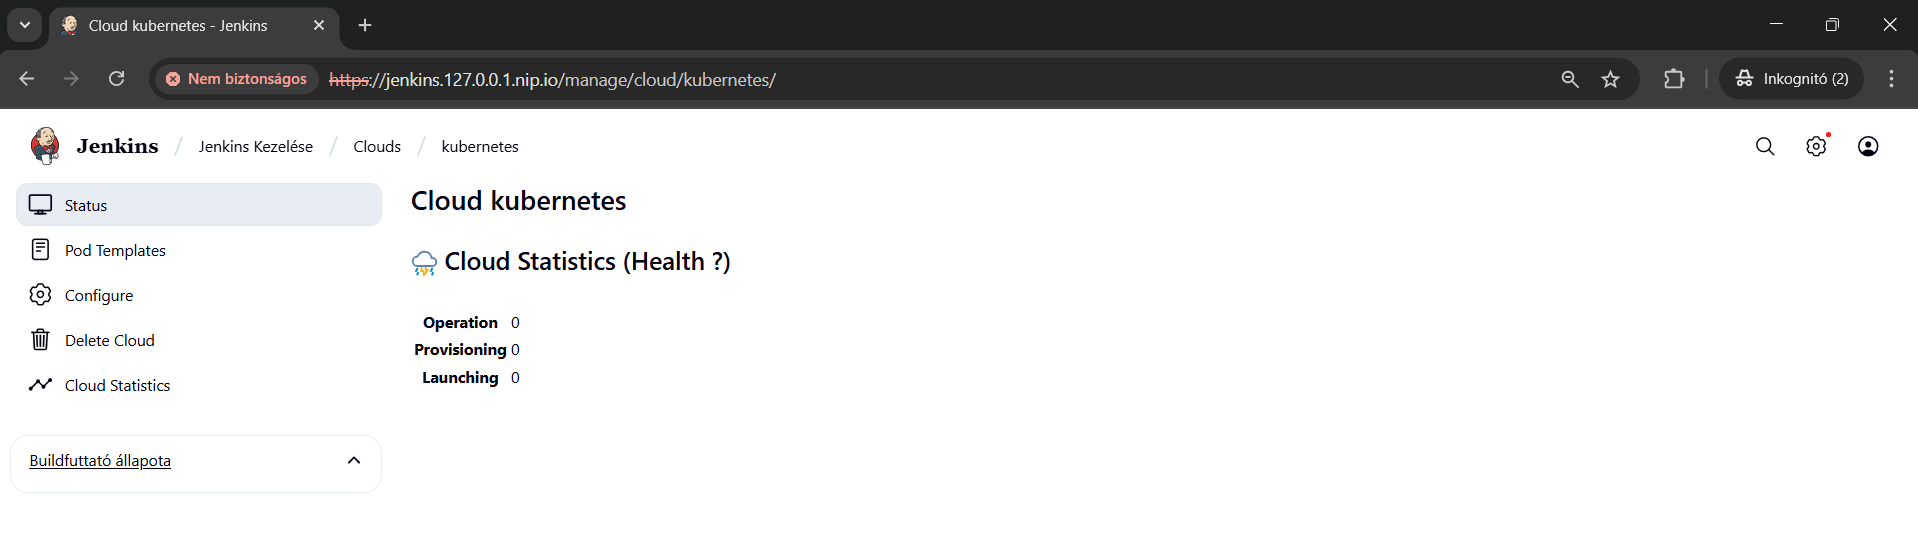 Cloud kubernetes - Jenkins
Nem biztonságos https://jenkins.127.0.0.1.nip.io/manage/cloud/kubernetes/ Inkognitó (2)
Jenkins / Jenkins Kezelése / Clouds / kubernetes
Status
Pod Templates
Configure
Delete Cloud
Cloud Statistics
Buildfuttató állapota
Cloud kubernetes
Cloud Statistics (Health ?)
Operation 0
Provisioning 0
Launching 0